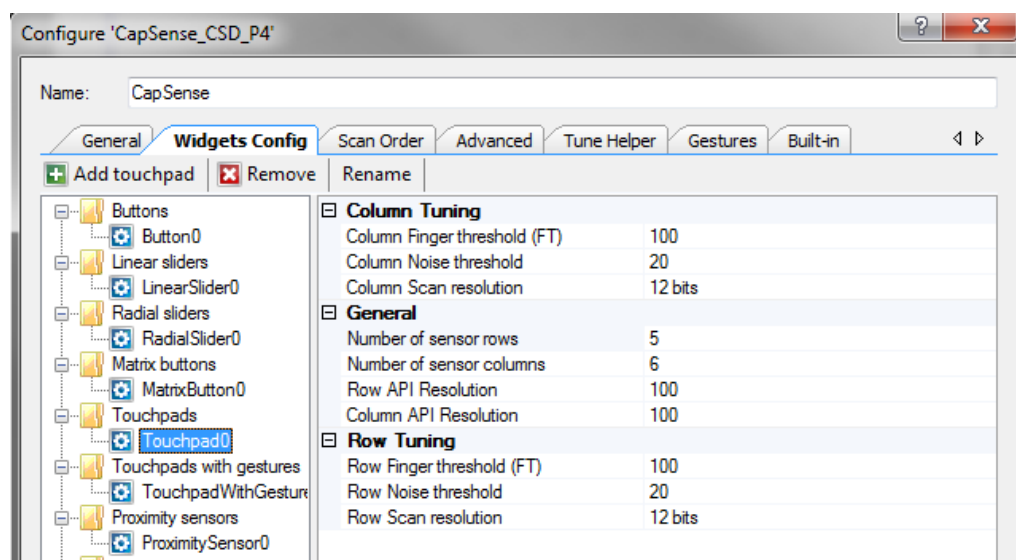 Configure 'CapSense_CSD_P4'
Name: CapSense
General Widgets Config Scan Order Advanced Tune Helper Gestures Built-in
Add touchpad Remove Rename
Buttons
Button0
Linear sliders
LinearSlider0
Radial sliders
RadialSlider0
Matrix buttons
MatrixButton0
Touchpads
Touchpad0
Touchpads with gestures
TouchpadWithGesture
Proximity sensors
ProximitySensor0
Column Tuning
Column Finger threshold (FT) 100
Column Noise threshold 20
Column Scan resolution 12 bits
General
Number of sensor rows 5
Number of sensor columns 6
Row API Resolution 100
Column API Resolution 100
Row Tuning
Row Finger threshold (FT) 100
Row Noise threshold 20
Row Scan resolution 12 bits